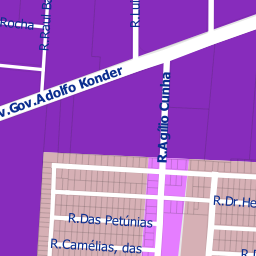 Rocha
v.Gov.Adolfo Konder
R.Agílio Cunha
R.Dr.He
R.Das Petúnias
R.Camélias, das